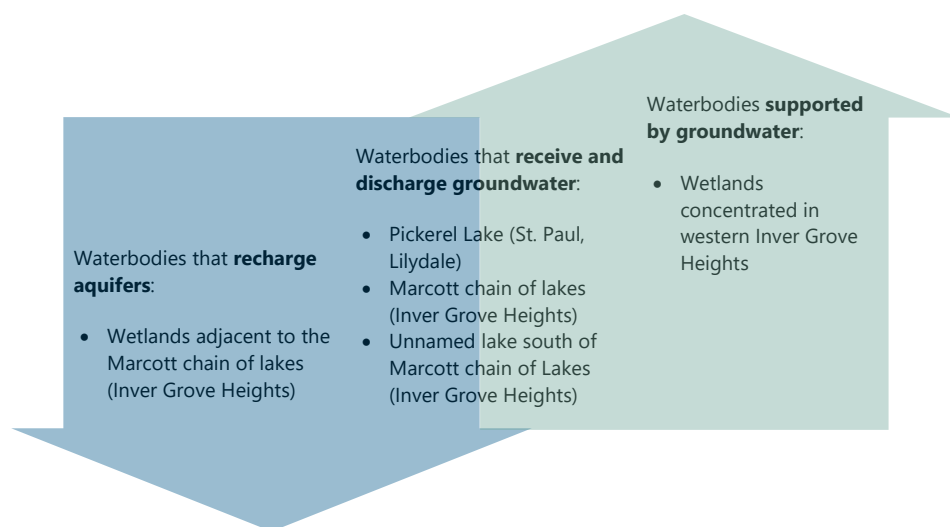 Waterbodies that recharge
aquifers:
• Wetlands adjacent to the
Marcott chain of lakes
(Inver Grove Heights)
Waterbodies that receive and
discharge groundwater:
• Pickerel Lake (St. Paul,
Lilydale)
• Marcott chain of lakes
(Inver Grove Heights)
• Unnamed lake south of
Marcott chain of Lakes
(Inver Grove Heights)
Waterbodies supported
by groundwater:
• Wetlands
concentrated in
western Inver Grove
Heights